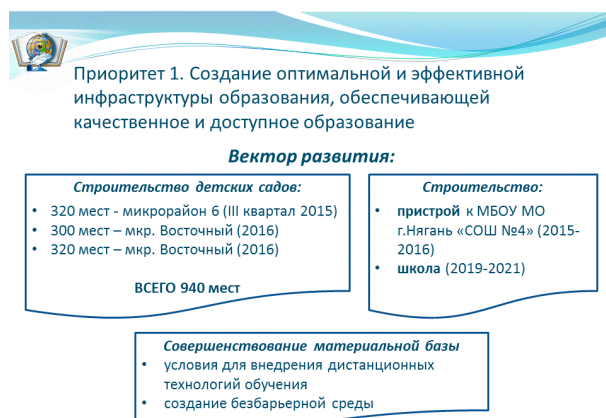 Приоритет 1. Создание оптимальной и эффективной
инфраструктуры образования, обеспечивающей
качественное и доступное образование
Вектор развития:
Строительство детских садов:
• 320 мест - микрорайон 6 (III квартал 2015)
• 300 мест – мкр. Восточный (2016)
• 320 мест – мкр. Восточный (2016)
ВСЕГО 940 мест
Строительство:
• пристрой к МБОУ МО
г.Нягань «СОШ №4» (2015-
2016)
• школа (2019-2021)
Совершенствование материальной базы
• условия для внедрения дистанционных
технологий обучения
• создание безбарьерной среды